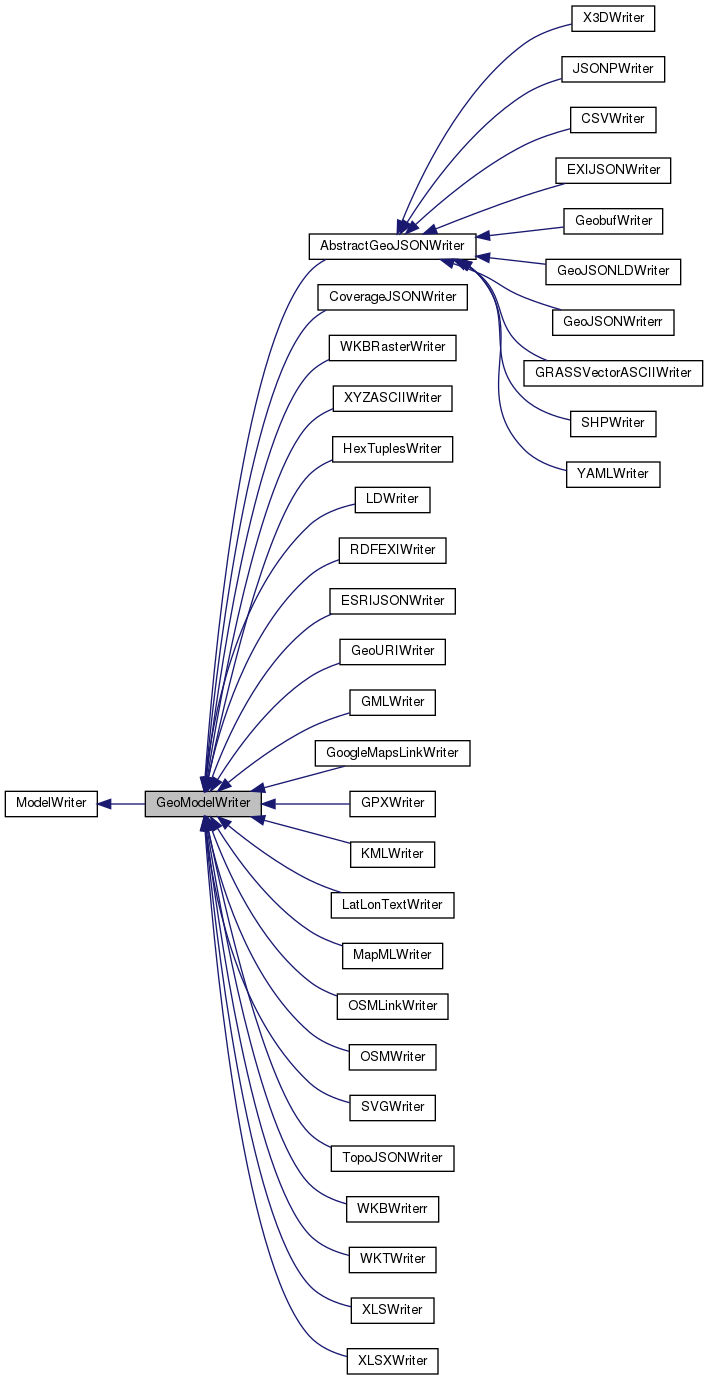 X3DWriter
JSONPWriter
CSVWriter
EXIJSONWriter
GeobufWriter
AbstractGeoJSONWriter
GeoJSONLDWriter
CoverageJSONWriter
GeoJSONWriterr
WKBRasterWriter
GRASSVectorASCIIWriter
XYZASCIIWriter
SHPWriter
HexTuplesWriter
YAMLWriter
LDWriter
RDFEXIWriter
ESRIJSONWriter
GeoURIWriter
GMLWriter
GoogleMapsLinkWriter
ModelWriter
GeoModelWriter
GPXWriter
KMLWriter
LatLonTextWriter
MapMLWriter
OSMLinkWriter
OSMWriter
SVGWriter
TopoJSONWriter
WKBWriterr
WKTWriter
XLSWriter
XLSXWriter